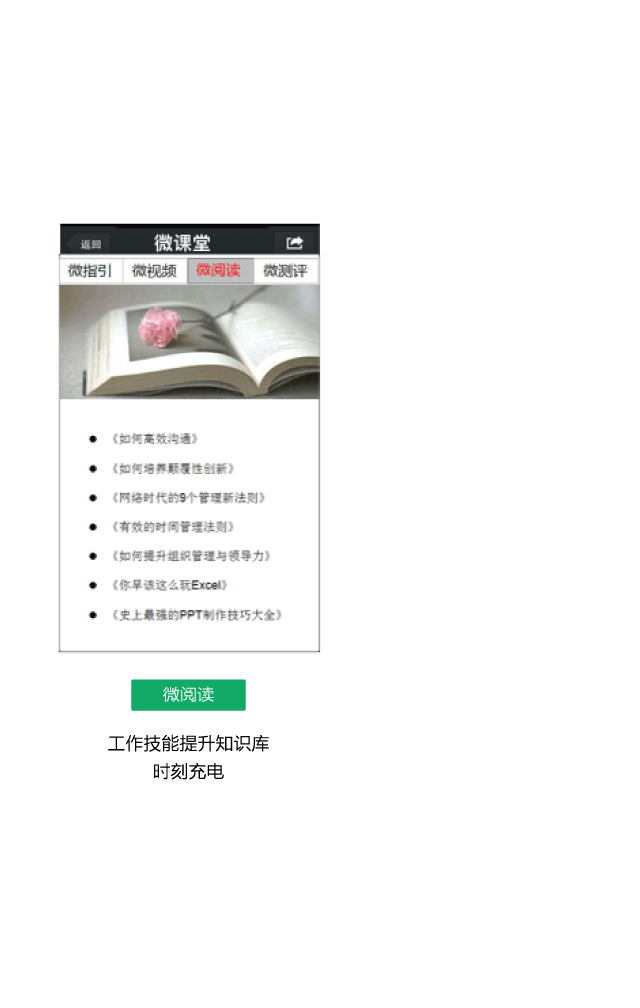 返回
微课堂
微指引 微视频 微阅读 微测评
《如何高效沟通》
《如何培养颠覆性创新》
《网络时代的9个管理新法则》
《有效的时间管理法则》
《如何提升组织管理与领导力》
《你早该这么玩Excel》
《史上最强的PPT制作技巧大全》
微阅读
工作技能提升知识库
时刻充电